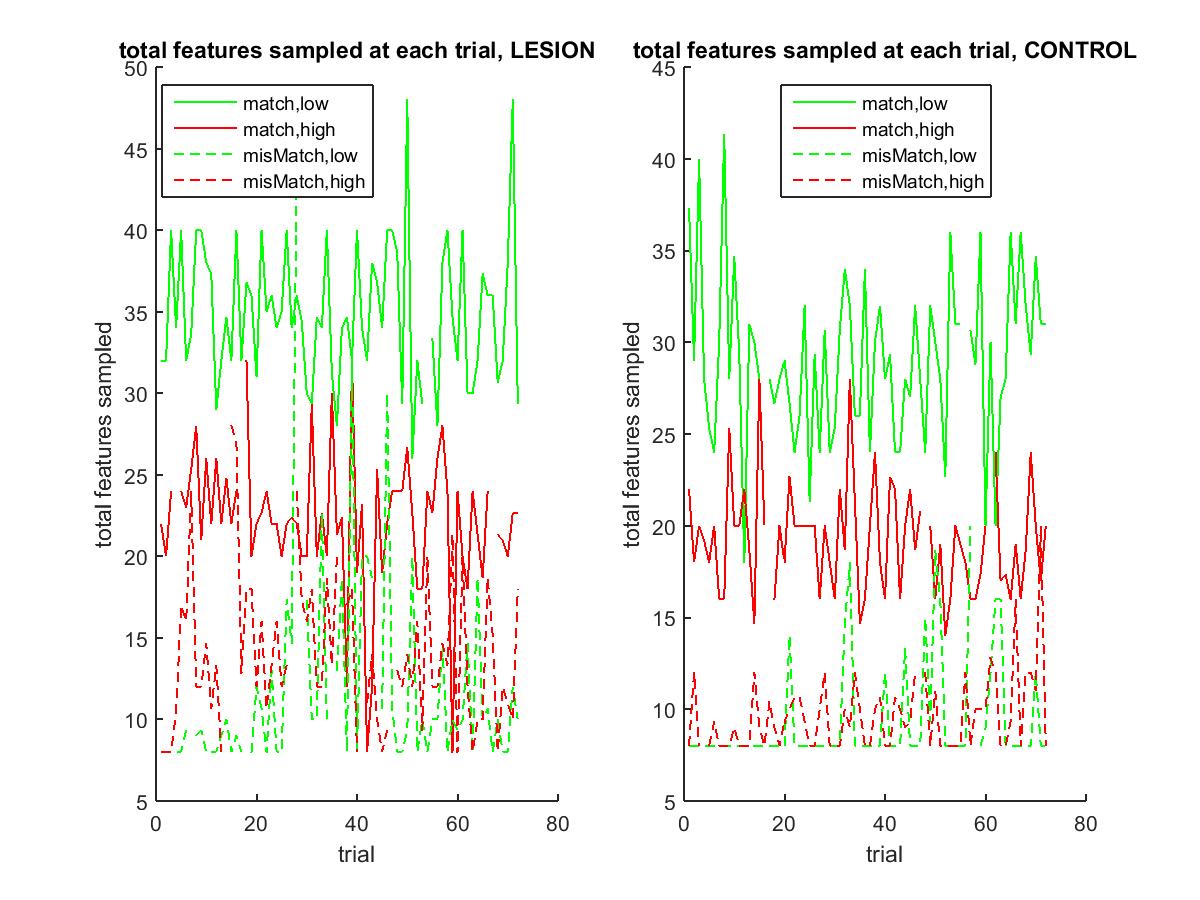 total features sampled at each trial, LESION
50
45
40
35
30
25
20
15
10
5
0
20
40
60
80
total features sampled
trial
match,low
match,high
misMatch,low
misMatch,high
total features sampled at each trial, CONTROL
45
40
35
30
25
20
15
10
5
0
20
40
60
80
total features sampled
trial
match,low
match,high
misMatch,low
misMatch,high